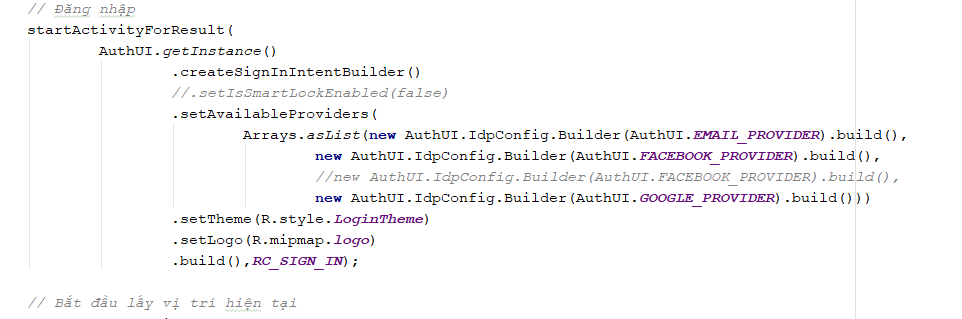 // Đăng nhập
startActivityForResult(
AuthUI.getInstance()
.createSignInIntentBuilder()
//.setIsSmartLookEnabled(false)
.setAvailableProviders(
Arrays.asList(new AuthUI.IdpConfig.Builder(AuthUI.EMAIL_PROVIDER).build(),
new AuthUI.IdpConfig.Builder(AuthUI.FACEBOOK_PROVIDER).build(),
//new AuthUI.IdpConfig.Builder(AuthUI.FACEBOOK_PROVIDER).build(),
new AuthUI.IdpConfig.Builder(AuthUI.GOOGLE_PROVIDER).build()))
.setTheme(R.style.LoginTheme)
.setLogo(R.mipmap.logo)
.build(),RC_SIGN_IN);
// Bắt đầu lấy vị trí hiện tại